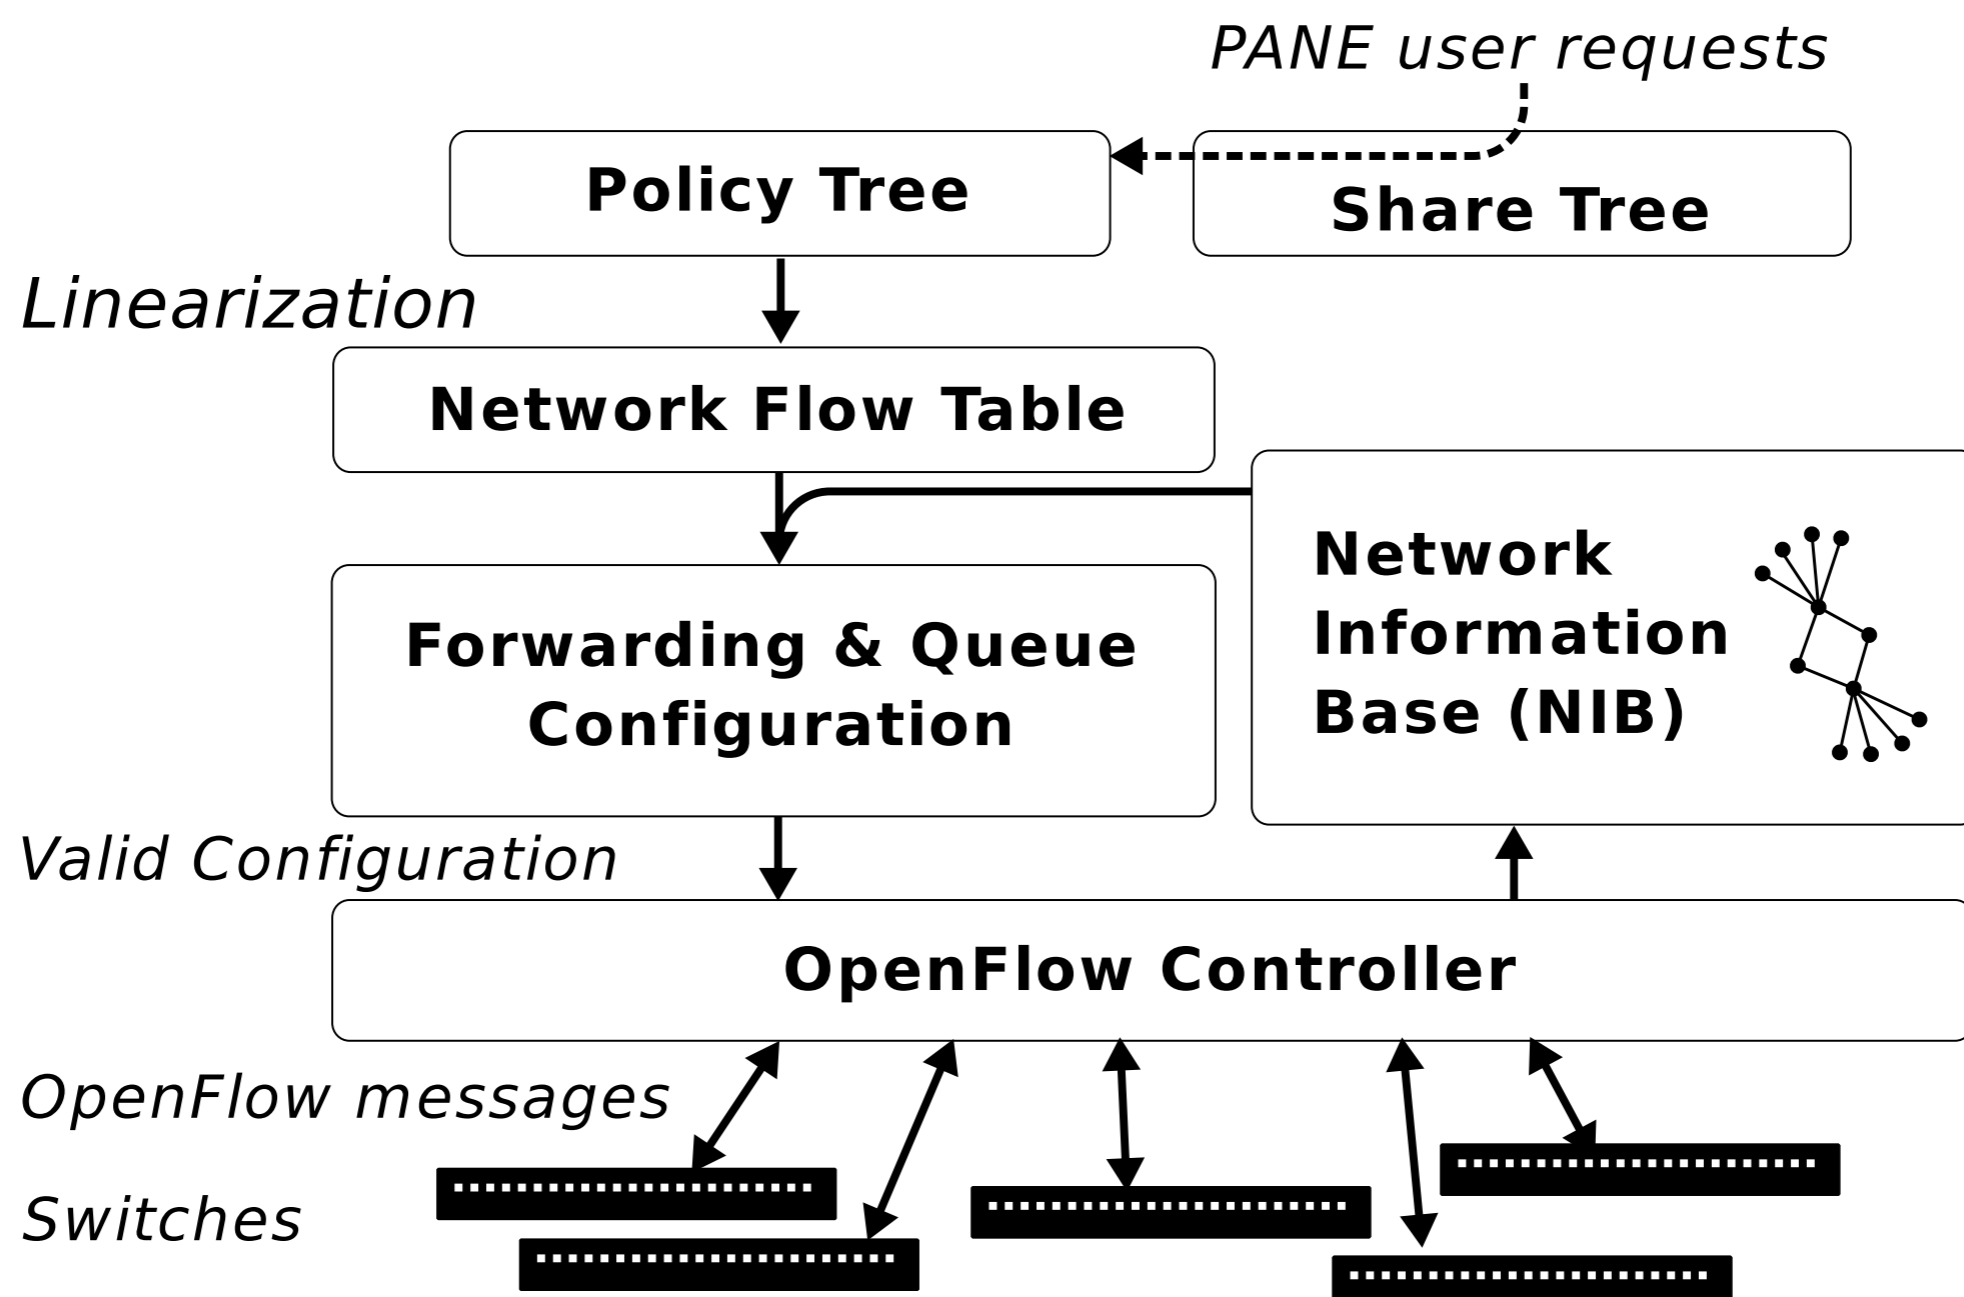 PANE user requests
Policy Tree
Share Tree
Linearization
Network Flow Table
Network
Information
Base (NIB)
Forwarding & Queue
Configuration
Valid Configuration
OpenFlow Controller
OpenFlow messages
Switches